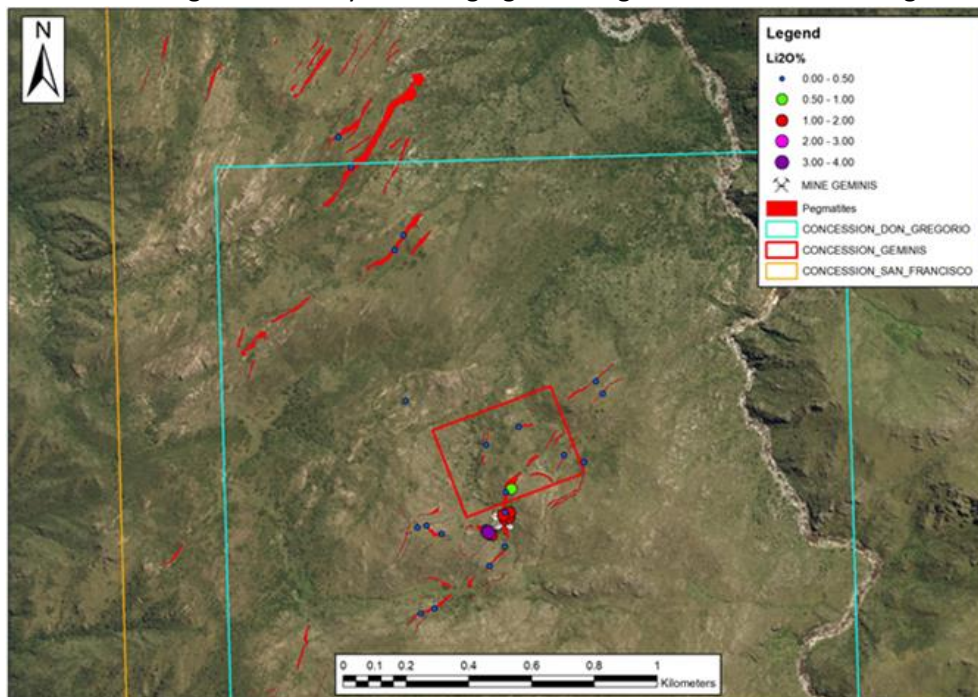 N
Legend
Li2O%
0.00 - 0.50
0.50 - 1.00
1.00 - 2.00
2.00 - 3.00
3.00 - 4.00
MINE GEMINIS
Pegmatites
CONCESSION_DON_GREGORIO
CONCESSION_GEMINIS
CONCESSION_SAN_FRANCISCO
0 0.1 0.2 0.4 0.6 0.8 1
Kilometers